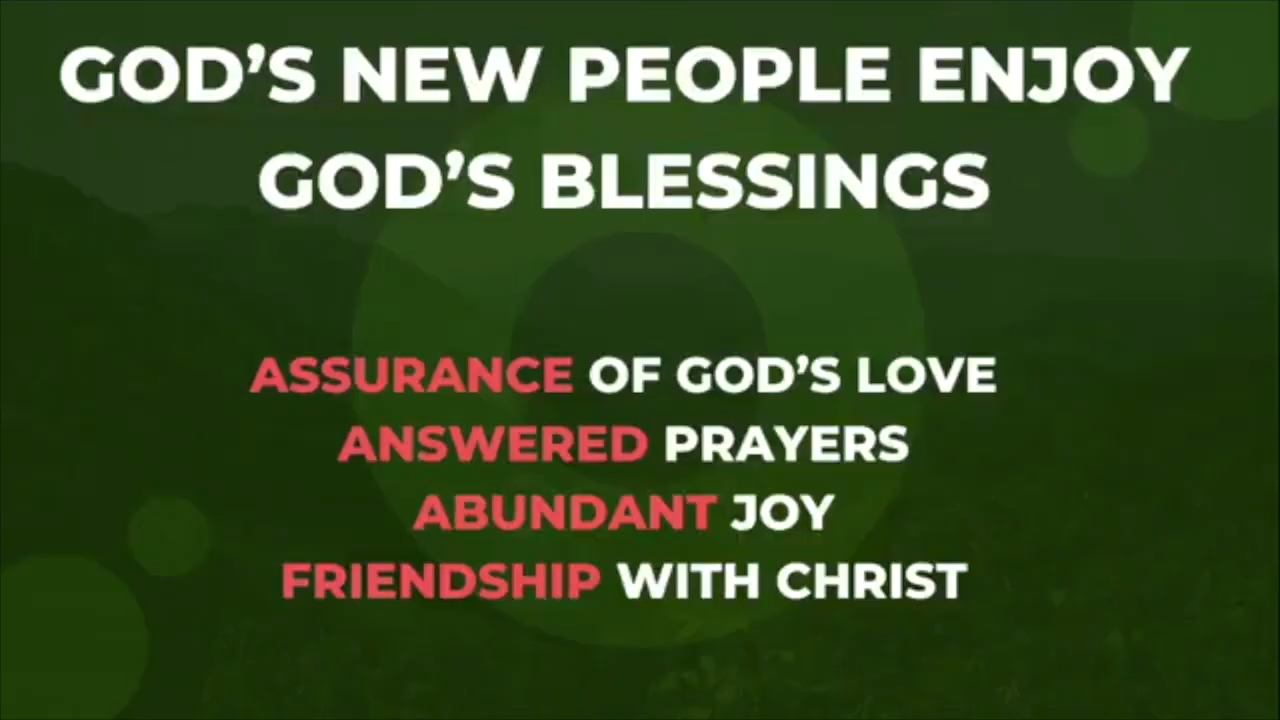 GOD’S NEW PEOPLE ENJOY
GOD’S BLESSINGS
ASSURANCE OF GOD’S LOVE
ANSWERED PRAYERS
ABUNDANT JOY
FRIENDSHIP WITH CHRIST